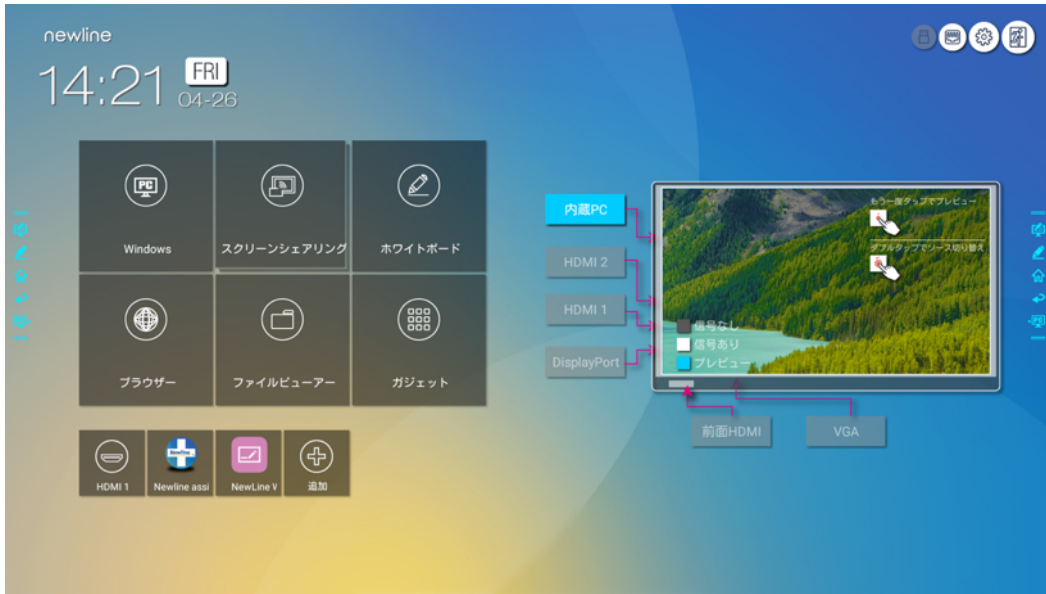 newline
14:21
FRI
04-26
PC
Windows
スクリーンシェアリング
ホワイトボード
ブラウザー
ファイルビューアー
ガジェット
HDMI 1
Newline assi
NewLine V
追加
内蔵PC
HDMI 2
HDMI 1
DisplayPort
もう一度タップでプレビュー
ダブルタップでソース切り替え
信号なし
信号あり
プレビュー
前面HDMI
VGA